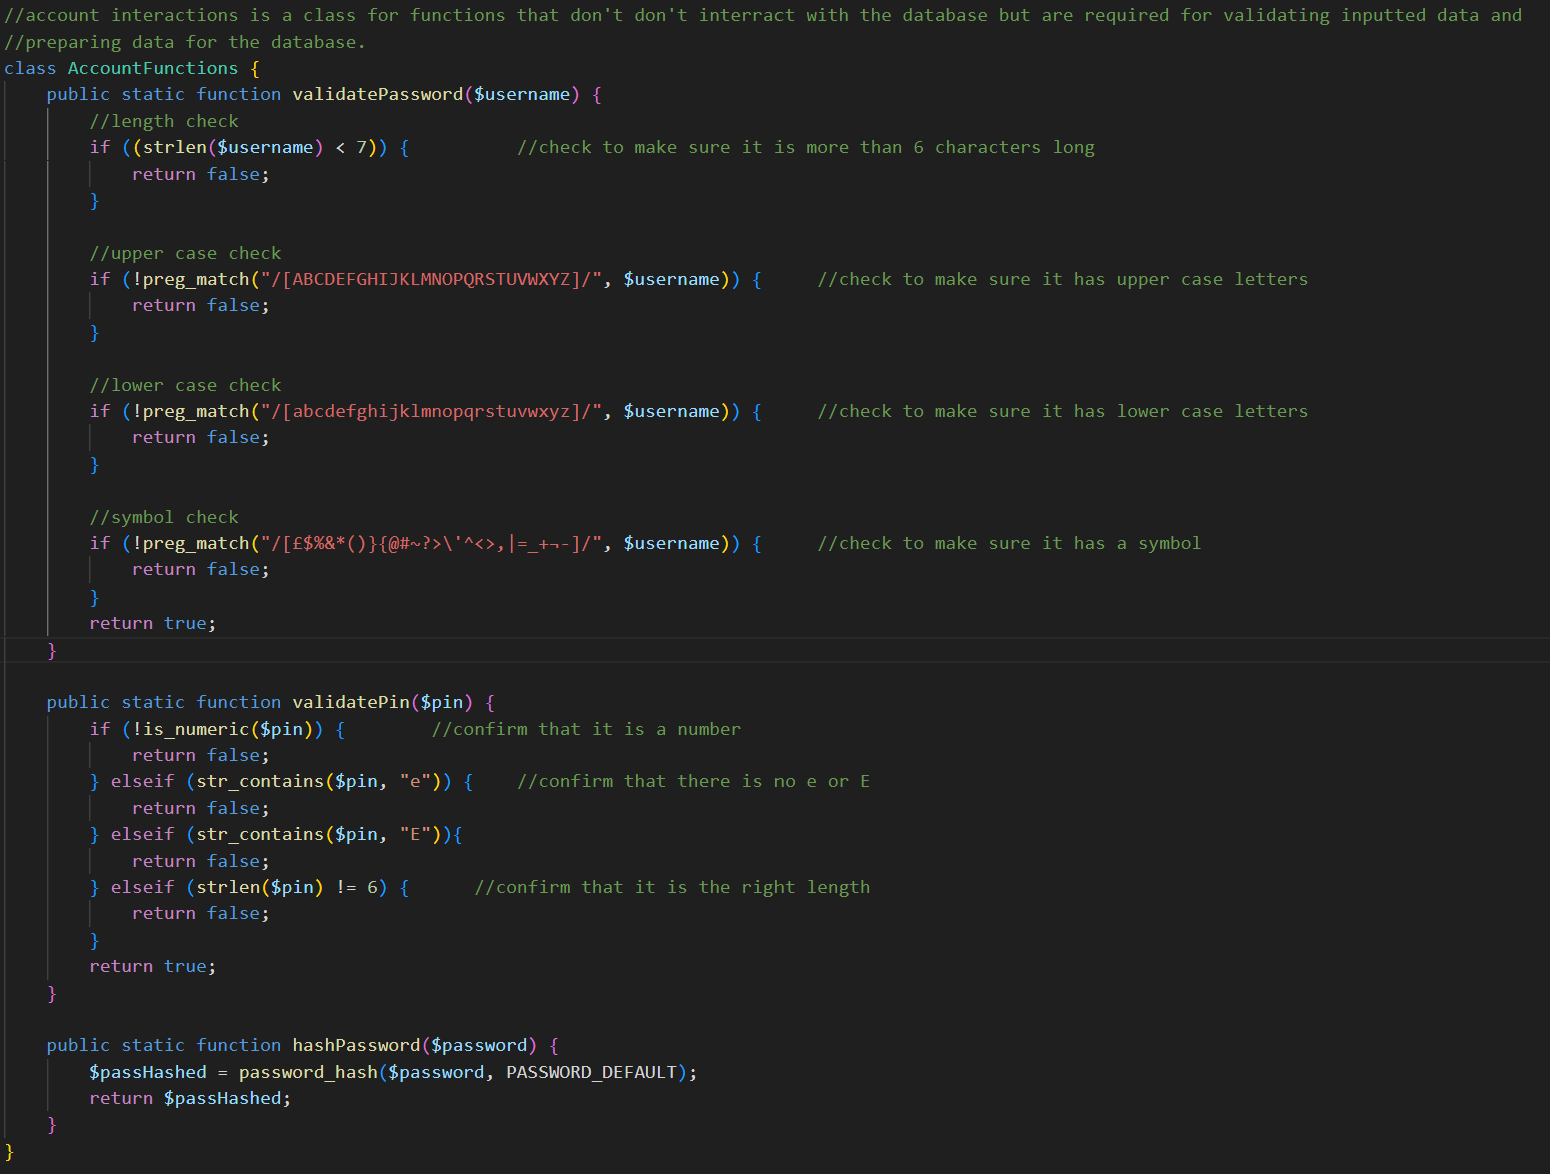 //account interactions is a class for functions that don't don't interract with the database but are required for validating inputted data and
//preparing data for the database.
class AccountFunctions {
    public static function validatePassword($username) {
        //length check
        if ((strlen($username) < 7)) {          //check to make sure it is more than 6 characters long
            return false;
        }

        //upper case check
        if (!preg_match("/[ABCDEFGHIJKLMNOPQRSTUVWXYZ]/", $username)) {     //check to make sure it has upper case letters
            return false;
        }

        //lower case check
        if (!preg_match("/[abcdefghijklmnopqrstuvwxyz]/", $username)) {     //check to make sure it has lower case letters
            return false;
        }

        //symbol check
        if (!preg_match("/[£$%&*()}{@#~?>\'^<>,|=_+¬-]/", $username)) {     //check to make sure it has a symbol
            return false;
        }
        return true;
    }

    public static function validatePin($pin) {
        if (!is_numeric($pin)) {        //confirm that it is a number
            return false;
        } elseif (str_contains($pin, "e")) {    //confirm that there is no e or E
            return false;
        } elseif (str_contains($pin, "E")){
            return false;
        } elseif (strlen($pin) != 6) {      //confirm that it is the right length
            return false;
        }
        return true;
    }

    public static function hashPassword($password) {
        $passHashed = password_hash($password, PASSWORD_DEFAULT);
        return $passHashed;
    }
}